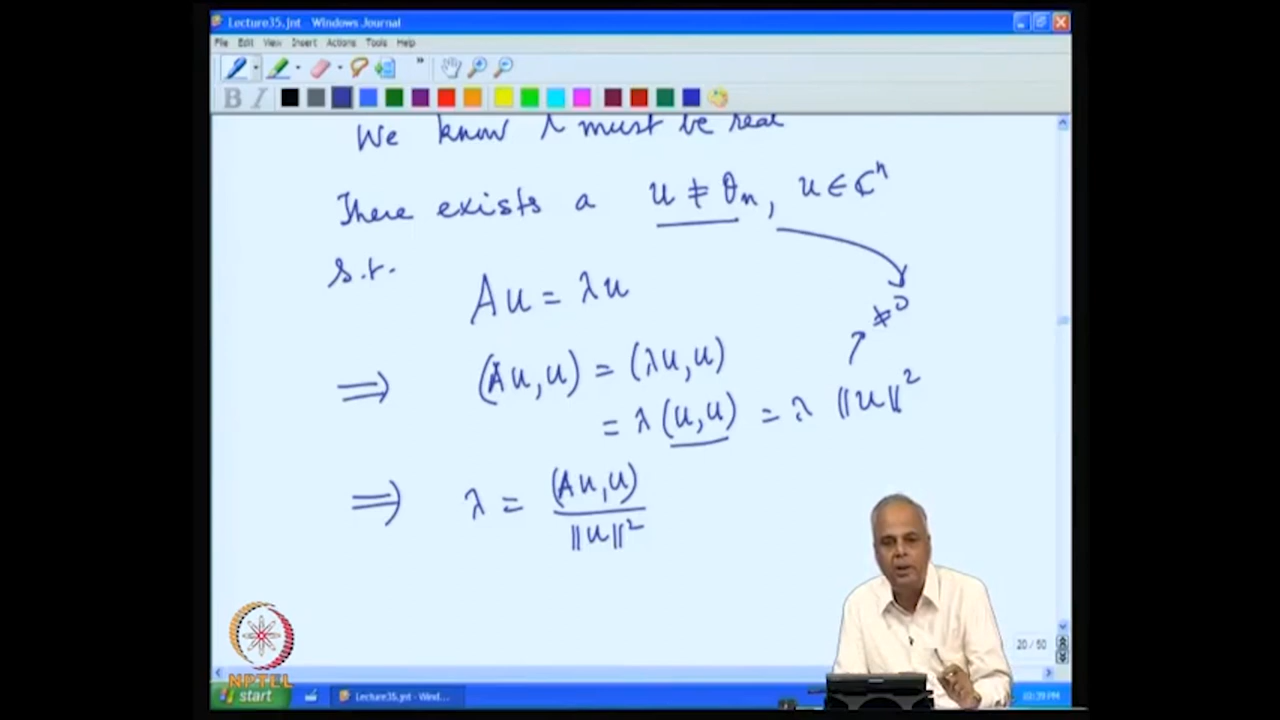 Lecture35.jnt - Windows Journal
File Edit View Insert Actions Tools Help
B I
We know λ must be real
There exists a u ≠ θₙ, u ∈ ℂⁿ
s.t.
Au = λu
≠ 0
⟹ (Au, u) = (λu, u)
= λ (u, u) = λ ‖u‖²
⟹ λ = (Au, u) / ‖u‖²
20 / 50
NPTEL
start Lecture35.jnt - Wind...